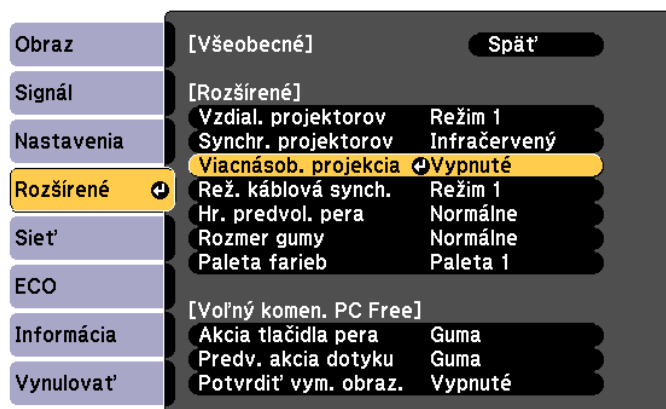 Obraz
Signál
Nastavenia
Rozšírené
Sieť
ECO
Informácia
Vynulovať
[Všeobecné] Späť
[Rozšírené]
Vzdial. projektorov Režim 1
Synchr. projektorov Infračervený
Viacnásob. projekcia Vypnuté
Rež. káblová synch. Režim 1
Hr. predvol. pera Normálne
Rozmer gumy Normálne
Paleta farieb Paleta 1
[Voľný komen. PC Free]
Akcia tlačidla pera Guma
Predv. akcia dotyku Guma
Potvrdiť vym. obraz. Vypnuté